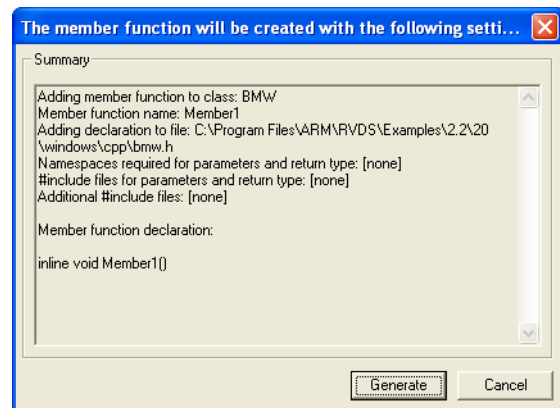 The member function will be created with the following setti...
Summary
Adding member function to class: BMW
Member function name: Member1
Adding declaration to file: C:\Program Files\ARM\RVDS\Examples\2.2\20
\windows\cpp\bmw.h
Namespaces required for parameters and return type: [none]
#include files for parameters and return type: [none]
Additional #include files: [none]
Member function declaration:
inline void Member1()
Generate
Cancel